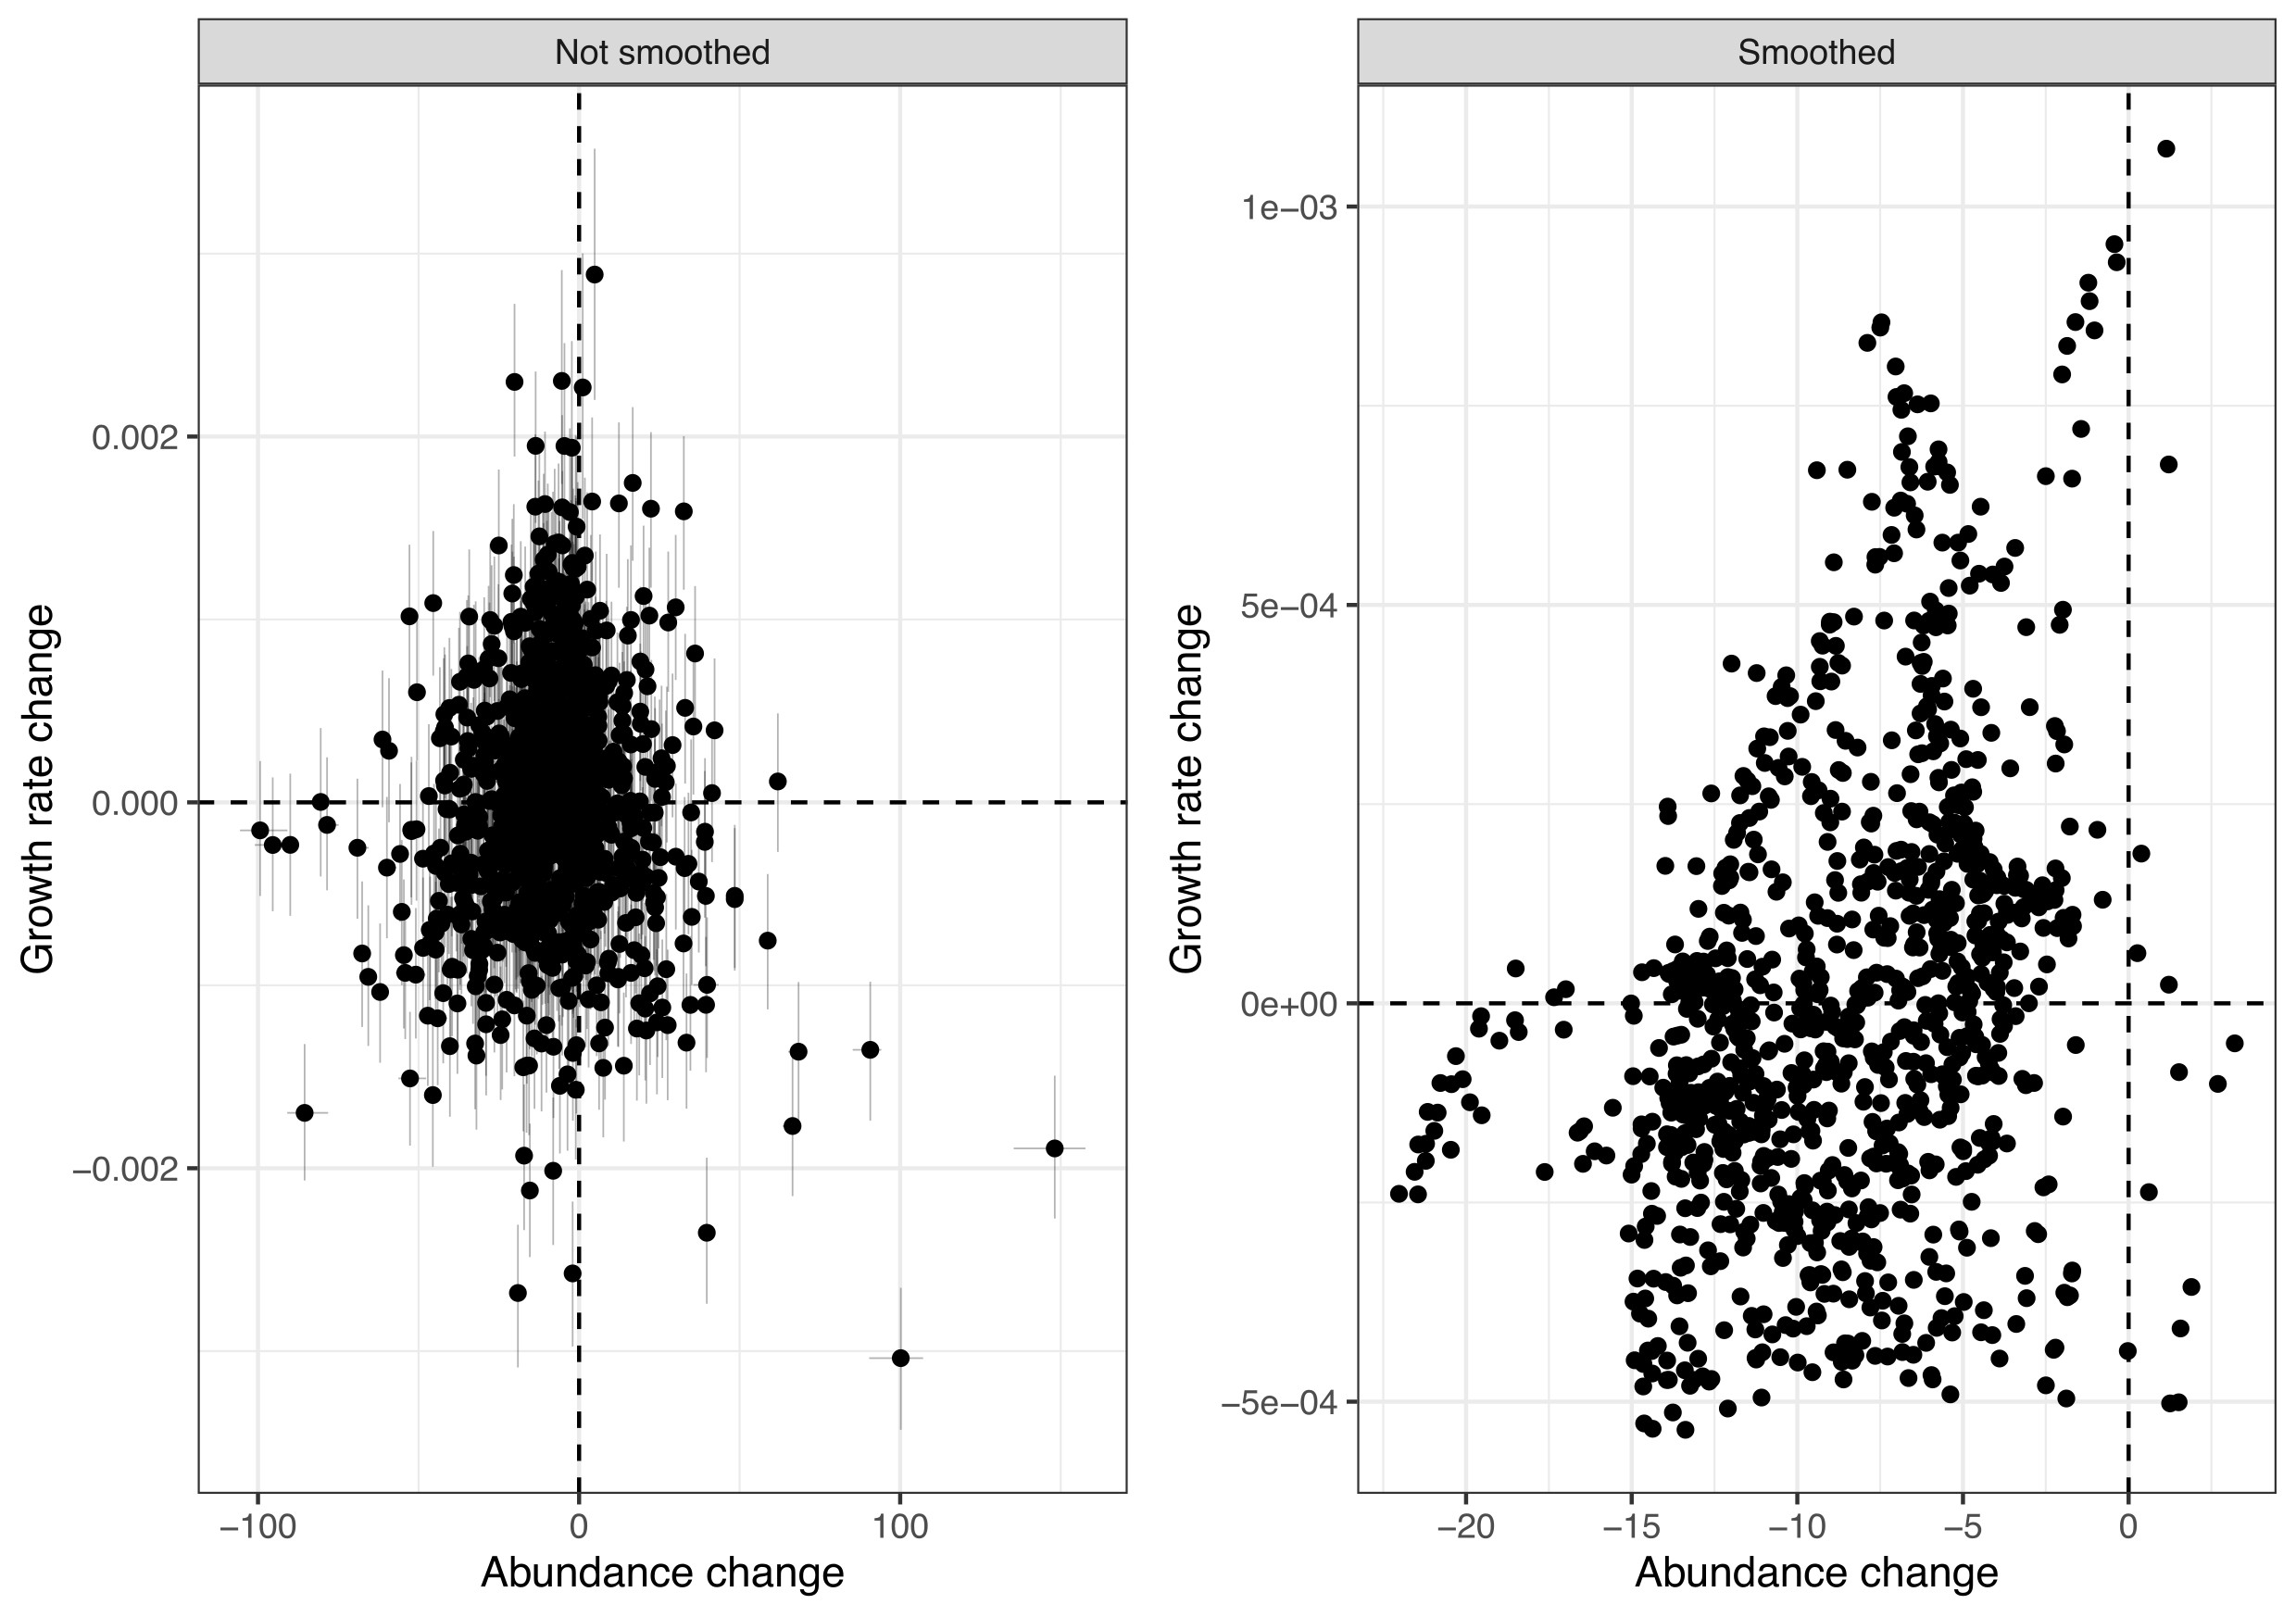 Not smoothed
Growth rate change
0.002
0.000
−0.002
−100 0 100
Abundance change
Smoothed
Growth rate change
1e−03
5e−04
0e+00
−5e−04
−20 −15 −10 −5 0
Abundance change